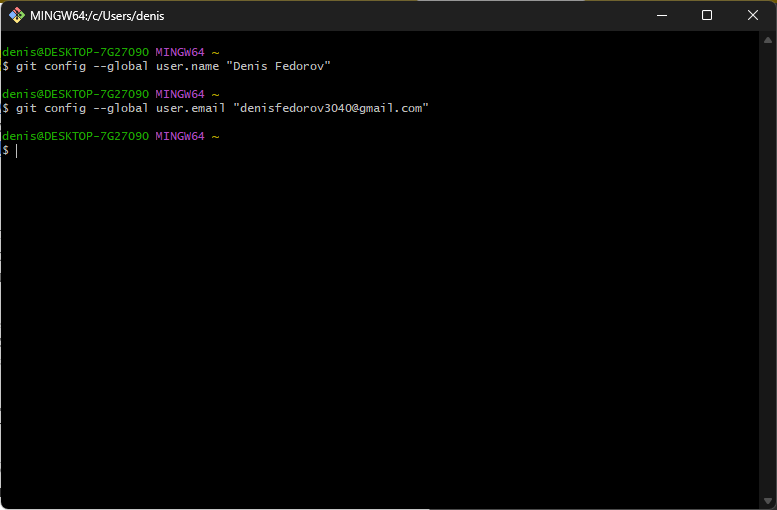 MINGW64:/c/Users/denis
denis@DESKTOP-7G27090 MINGW64 ~
$ git config --global user.name "Denis Fedorov"
denis@DESKTOP-7G27090 MINGW64 ~
$ git config --global user.email "denisfedorov3040@gmail.com"
denis@DESKTOP-7G27090 MINGW64 ~
$